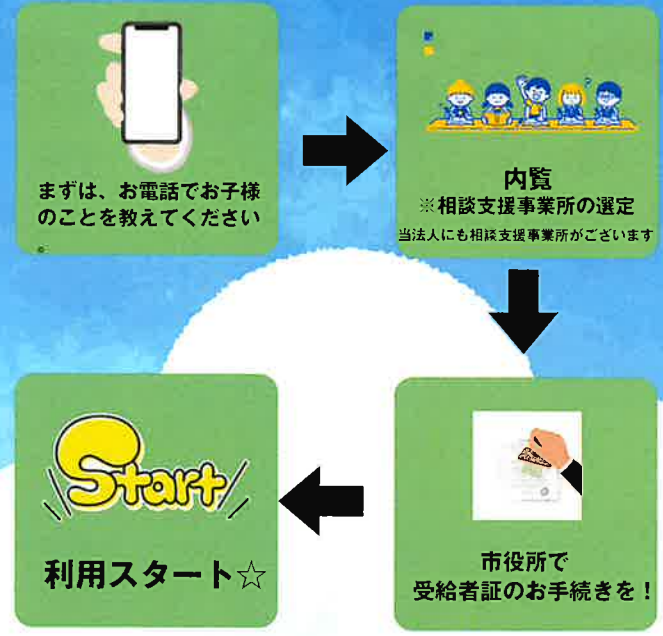 まずは、お電話でお子様
のことを教えてください
。
内覧
※相談支援事業所の選定
当法人にも相談支援事業所がございます
市役所で
受給者証のお手続きを！
Start
利用スタート☆